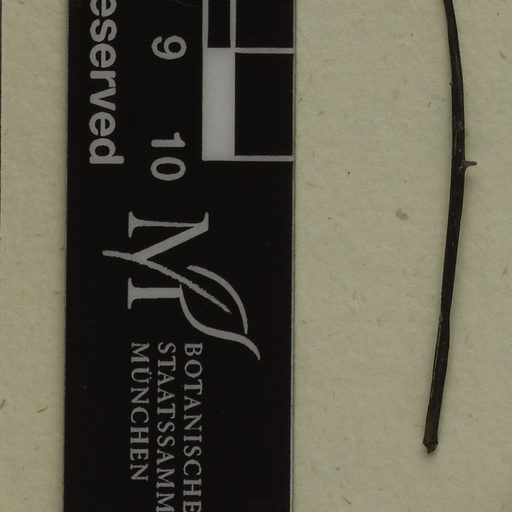 eserved
9
10
M
BOTANISCHE
STAATSSAMM
MÜNCHEN